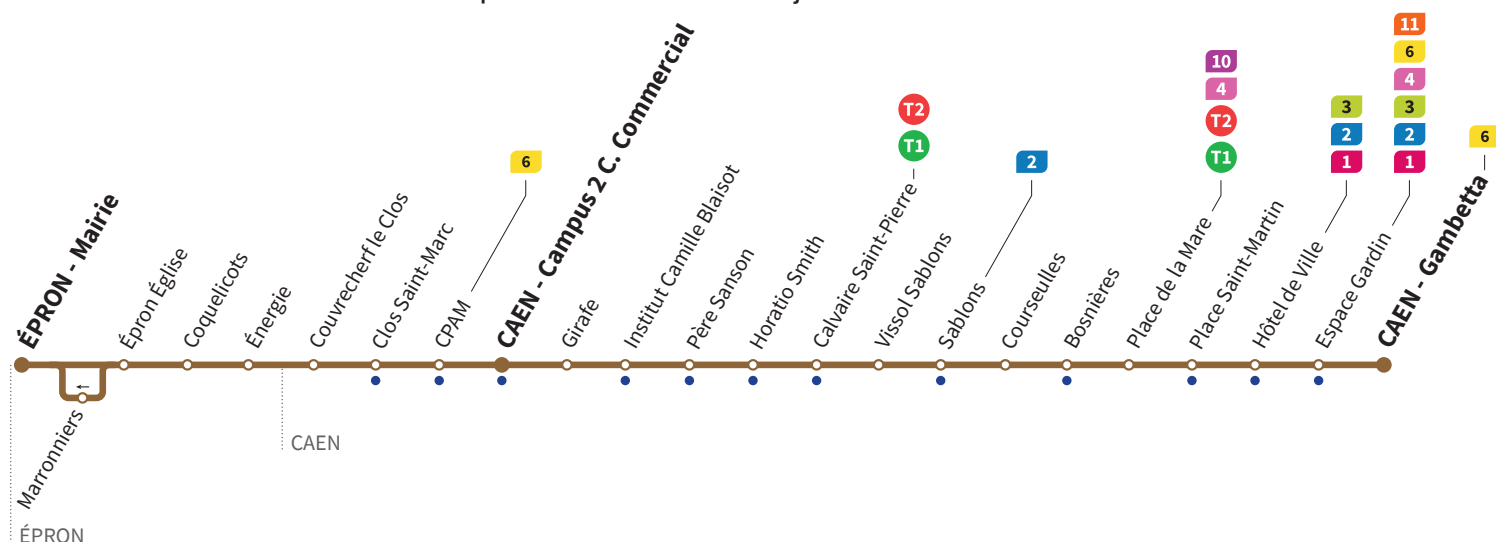 ÉPRON - Mairie
Marronniers
Épron Église
Coquelicots
Énergie
Couvrechef le Clos
Clos Saint-Marc
CPAM
6
CAEN - Campus 2 C. Commercial
Girafe
Institut Camille Blaisot
Père Sanson
Horatio Smith
Calvaire Saint-Pierre
T2
T1
Vissol Sablons
Sablons
2
Courseulles
Bosnières
Place de la Mare
10
4
T2
T1
Place Saint-Martin
Hôtel de Ville
3
2
1
Espace Gardin
11
6
4
3
2
1
CAEN - Gambetta
6
CAEN
ÉPRON